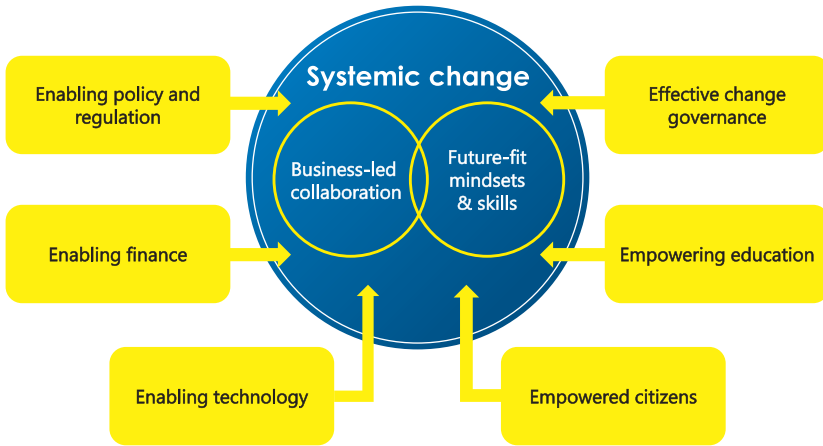 Systemic change
Enabling policy and
regulation
Effective change
governance
Business-led
collaboration
Future-fit
mindsets
& skills
Enabling finance
Empowering education
Enabling technology
Empowered citizens